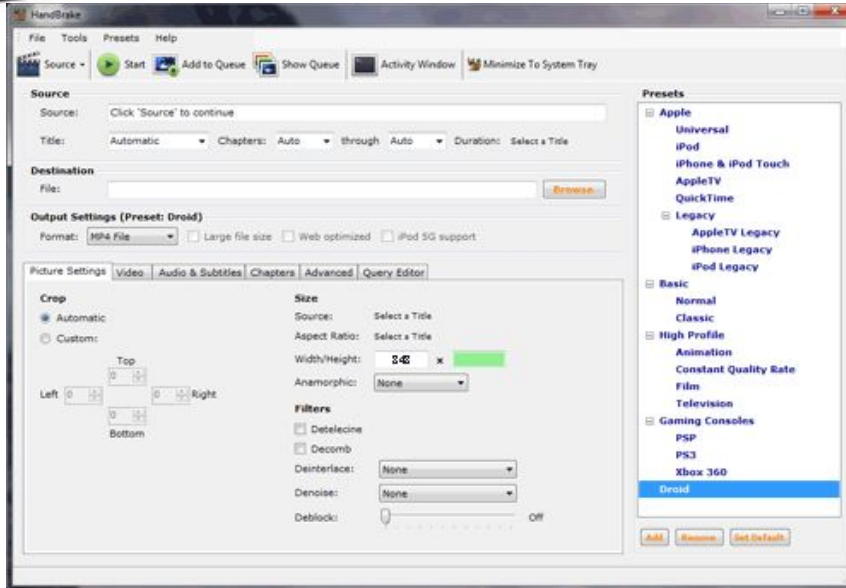 HandBrake
File Tools Presets Help
Source Start Add to Queue Show Queue Activity Window Minimize To System Tray
Source
Source: Click 'Source' to continue
Title: Automatic Chapters: Auto through Auto Duration: Select a Title
Destination
File: Browse
Output Settings (Preset: Droid)
Format: MP4 File Large file size Web optimized iPod 5G support
Picture Settings Video Audio & Subtitles Chapters Advanced Query Editor
Crop
Automatic
Custom:
Top
0
Left 0 0 Right
0
Bottom
Size
Source: Select a Title
Aspect Ratio: Select a Title
Width/Height: x
Anamorphic: None
Filters
Detelecine
Decomb
Deinterlace: None
Denoise: None
Deblock: Off
Presets
Apple
Universal
iPod
iPhone & iPod Touch
AppleTV
QuickTime
Legacy
AppleTV Legacy
iPhone Legacy
iPod Legacy
Basic
Normal
Classic
High Profile
Animation
Constant Quality Rate
Film
Television
Gaming Consoles
PSP
PS3
Xbox 360
Droid
Add Remove Set Default